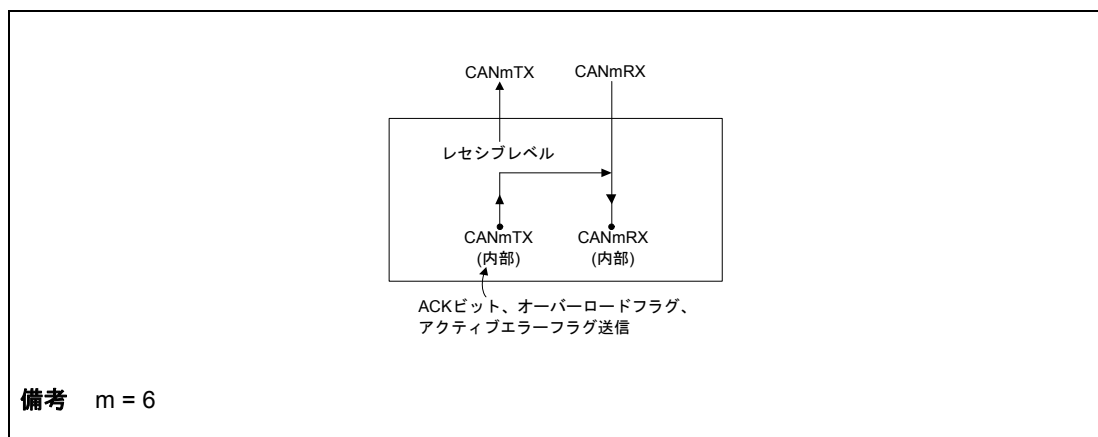 CANmTX CANmRX
レセシブレベル
CANmTX CANmRX
(内部) (内部)
ACKビット、オーバーロードフラグ、
アクティブエラーフラグ送信
備考 m = 6